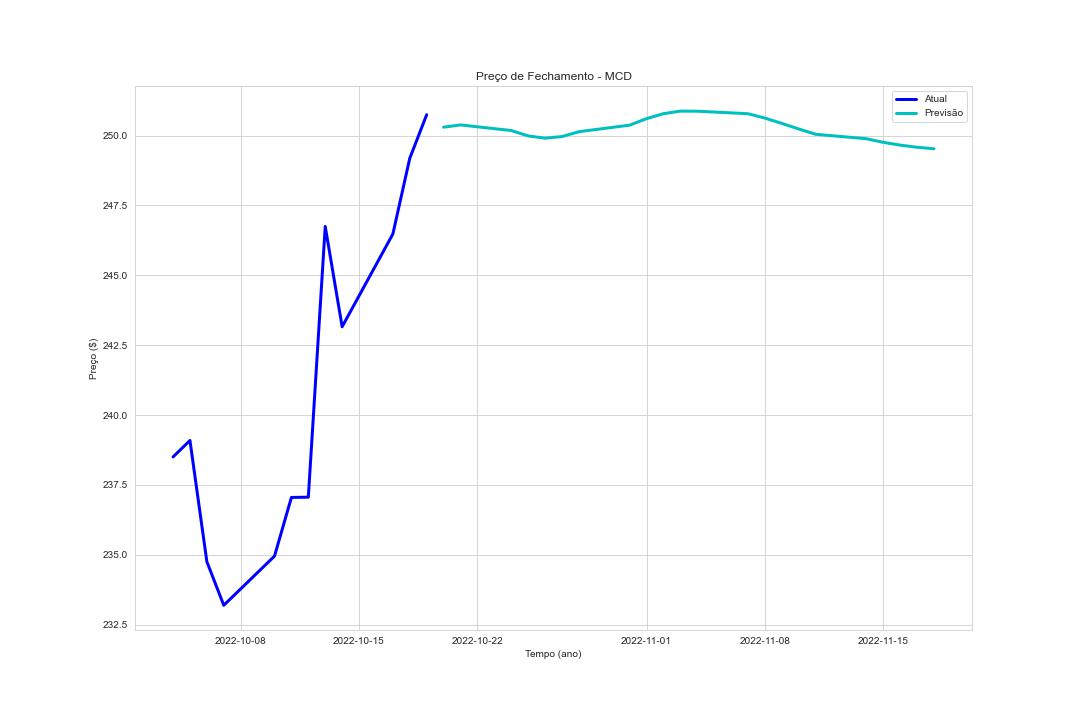 Preço de Fechamento - MCD
Atual
Previsão
250.0
247.5
245.0
242.5
240.0
237.5
235.0
232.5
Preço ($)
2022-10-08
2022-10-15
2022-10-22
2022-11-01
2022-11-08
2022-11-15
Tempo (ano)